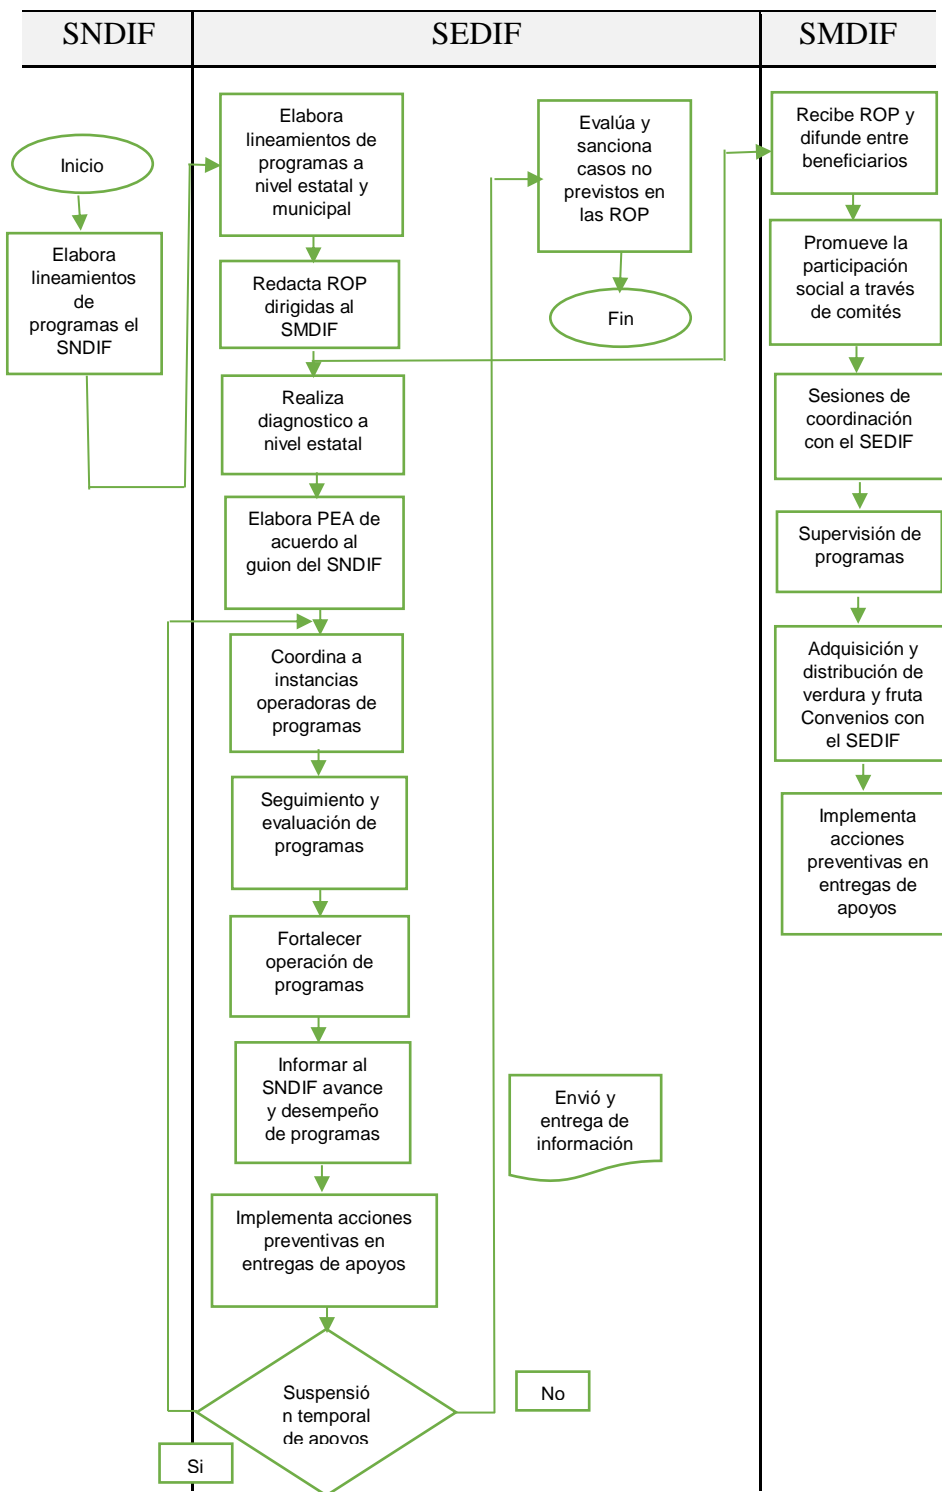 SNDIF
SEDIF
SMDIF
Inicio
Elabora
lineamientos
de
programas el
SNDIF
Elabora
lineamientos de
programas a
nivel estatal y
municipal
Redacta ROP
dirigidas al
SMDIF
Realiza
diagnostico a
nivel estatal
Elabora PEA de
acuerdo al
guion del SNDIF
Coordina a
instancias
operadoras de
programas
Seguimiento y
evaluación de
programas
Fortalecer
operación de
programas
Informar al
SNDIF avance
y desempeño
de programas
Implementa acciones
preventivas en
entregas de apoyos
Suspensió
n temporal
de apoyos
Si
No
Evalúa y
sanciona
casos no
previstos en
las ROP
Fin
Envió y
entrega de
información
Recibe ROP y
difunde entre
beneficiarios
Promueve la
participación
social a través
de comités
Sesiones de
coordinación
con el SEDIF
Supervisión de
programas
Adquisición y
distribución de
verdura y fruta
Convenios con
el SEDIF
Implementa
acciones
preventivas en
entregas de
apoyos